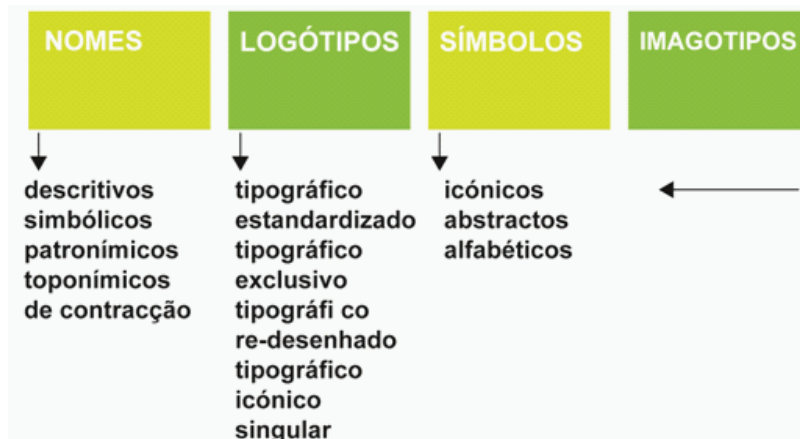 NOMES
LOGÓTIPOS
SÍMBOLOS
IMAGOTIPOS
descritivos
simbólicos
patronímicos
toponímicos
de contracção
tipográfico
estandardizado
tipográfico
exclusivo
tipográfi co
re-desenhado
tipográfico
icónico
singular
icónicos
abstractos
alfabéticos